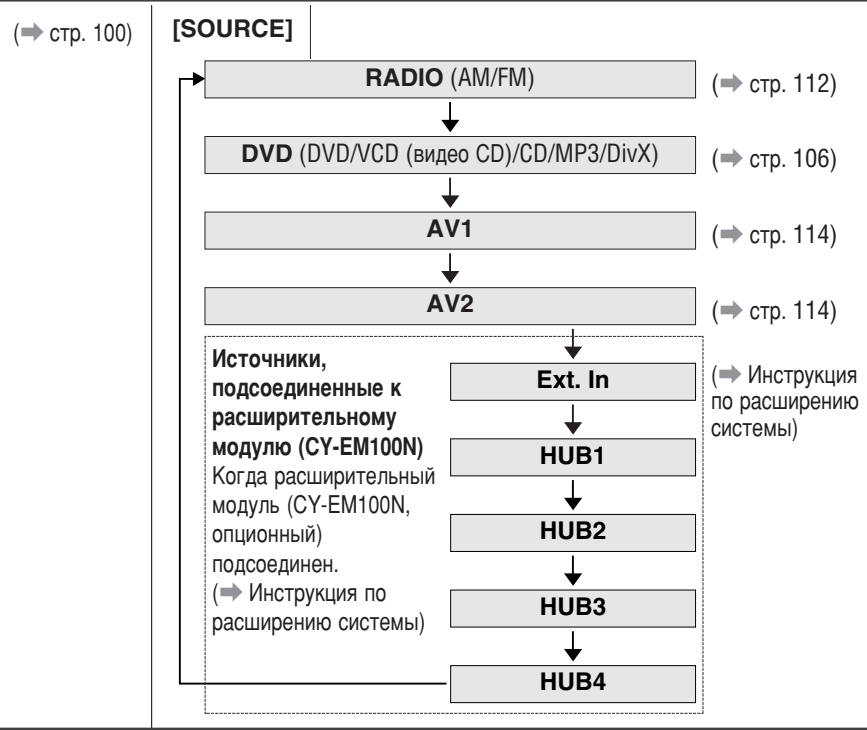 (➡ стр. 100)
[SOURCE]
RADIO (AM/FM)
(➡ стр. 112)
DVD (DVD/VCD (видео CD)/CD/MP3/DivX)
(➡ стр. 106)
AV1
(➡ стр. 114)
AV2
(➡ стр. 114)
Источники,
подсоединенные к
расширительному
модулю (CY-EM100N)
Когда расширительный
модуль (CY-EM100N,
опционный)
подсоединен.
(➡ Инструкция по
расширению системы)
Ext. In
(➡ Инструкция
по расширению
системы)
HUB1
HUB2
HUB3
HUB4